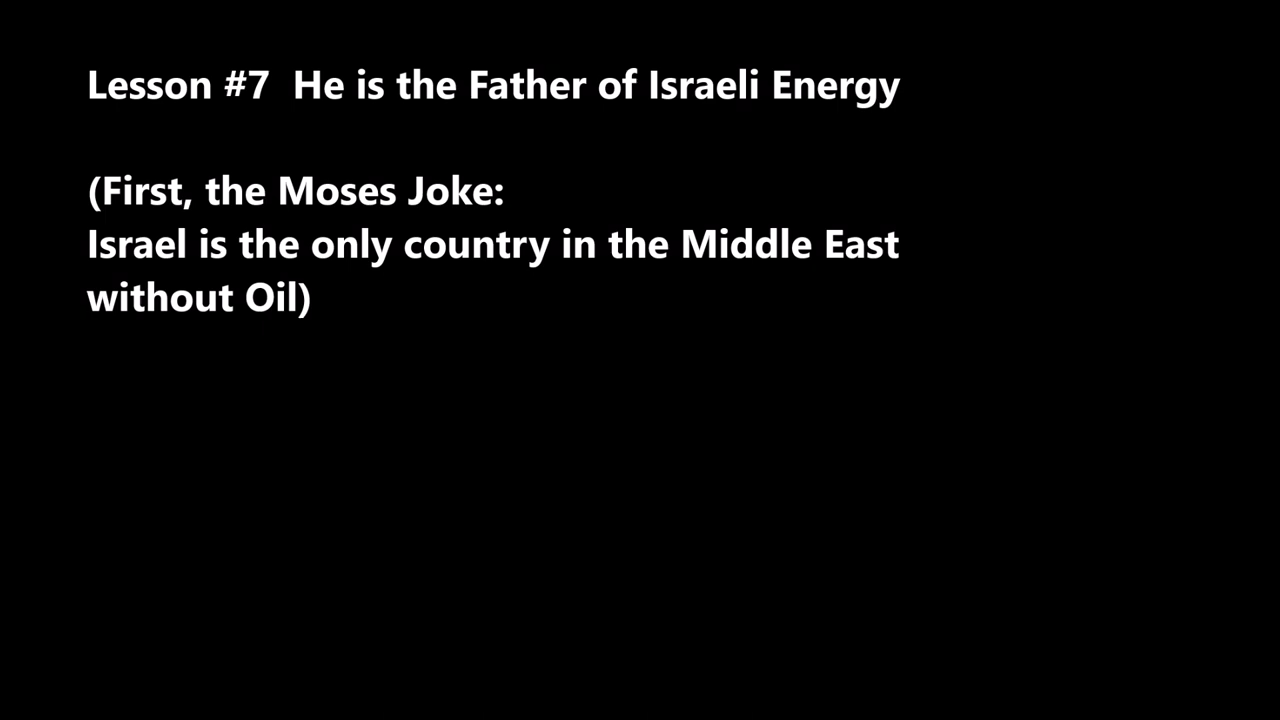 Lesson #7  He is the Father of Israeli Energy
(First, the Moses Joke:
Israel is the only country in the Middle East
without Oil)